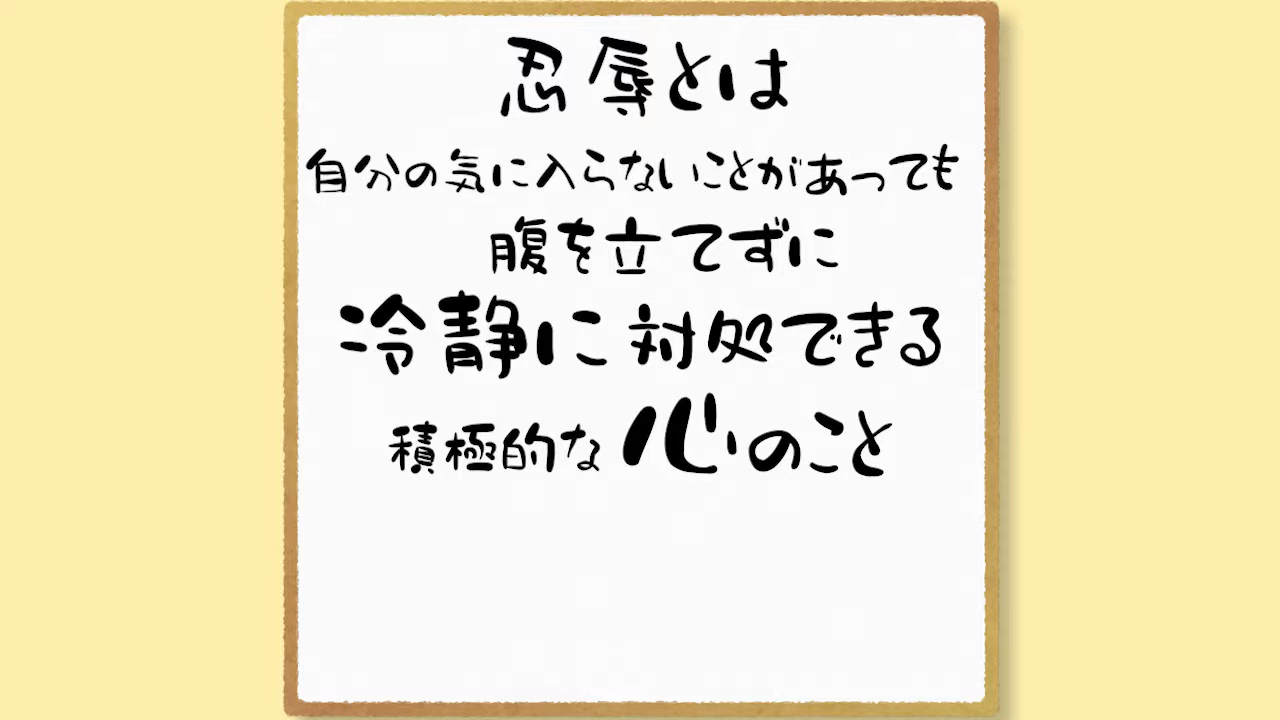 忍辱とは
自分の気に入らないことがあっても
腹を立てずに
冷静に対処できる
積極的な心のこと